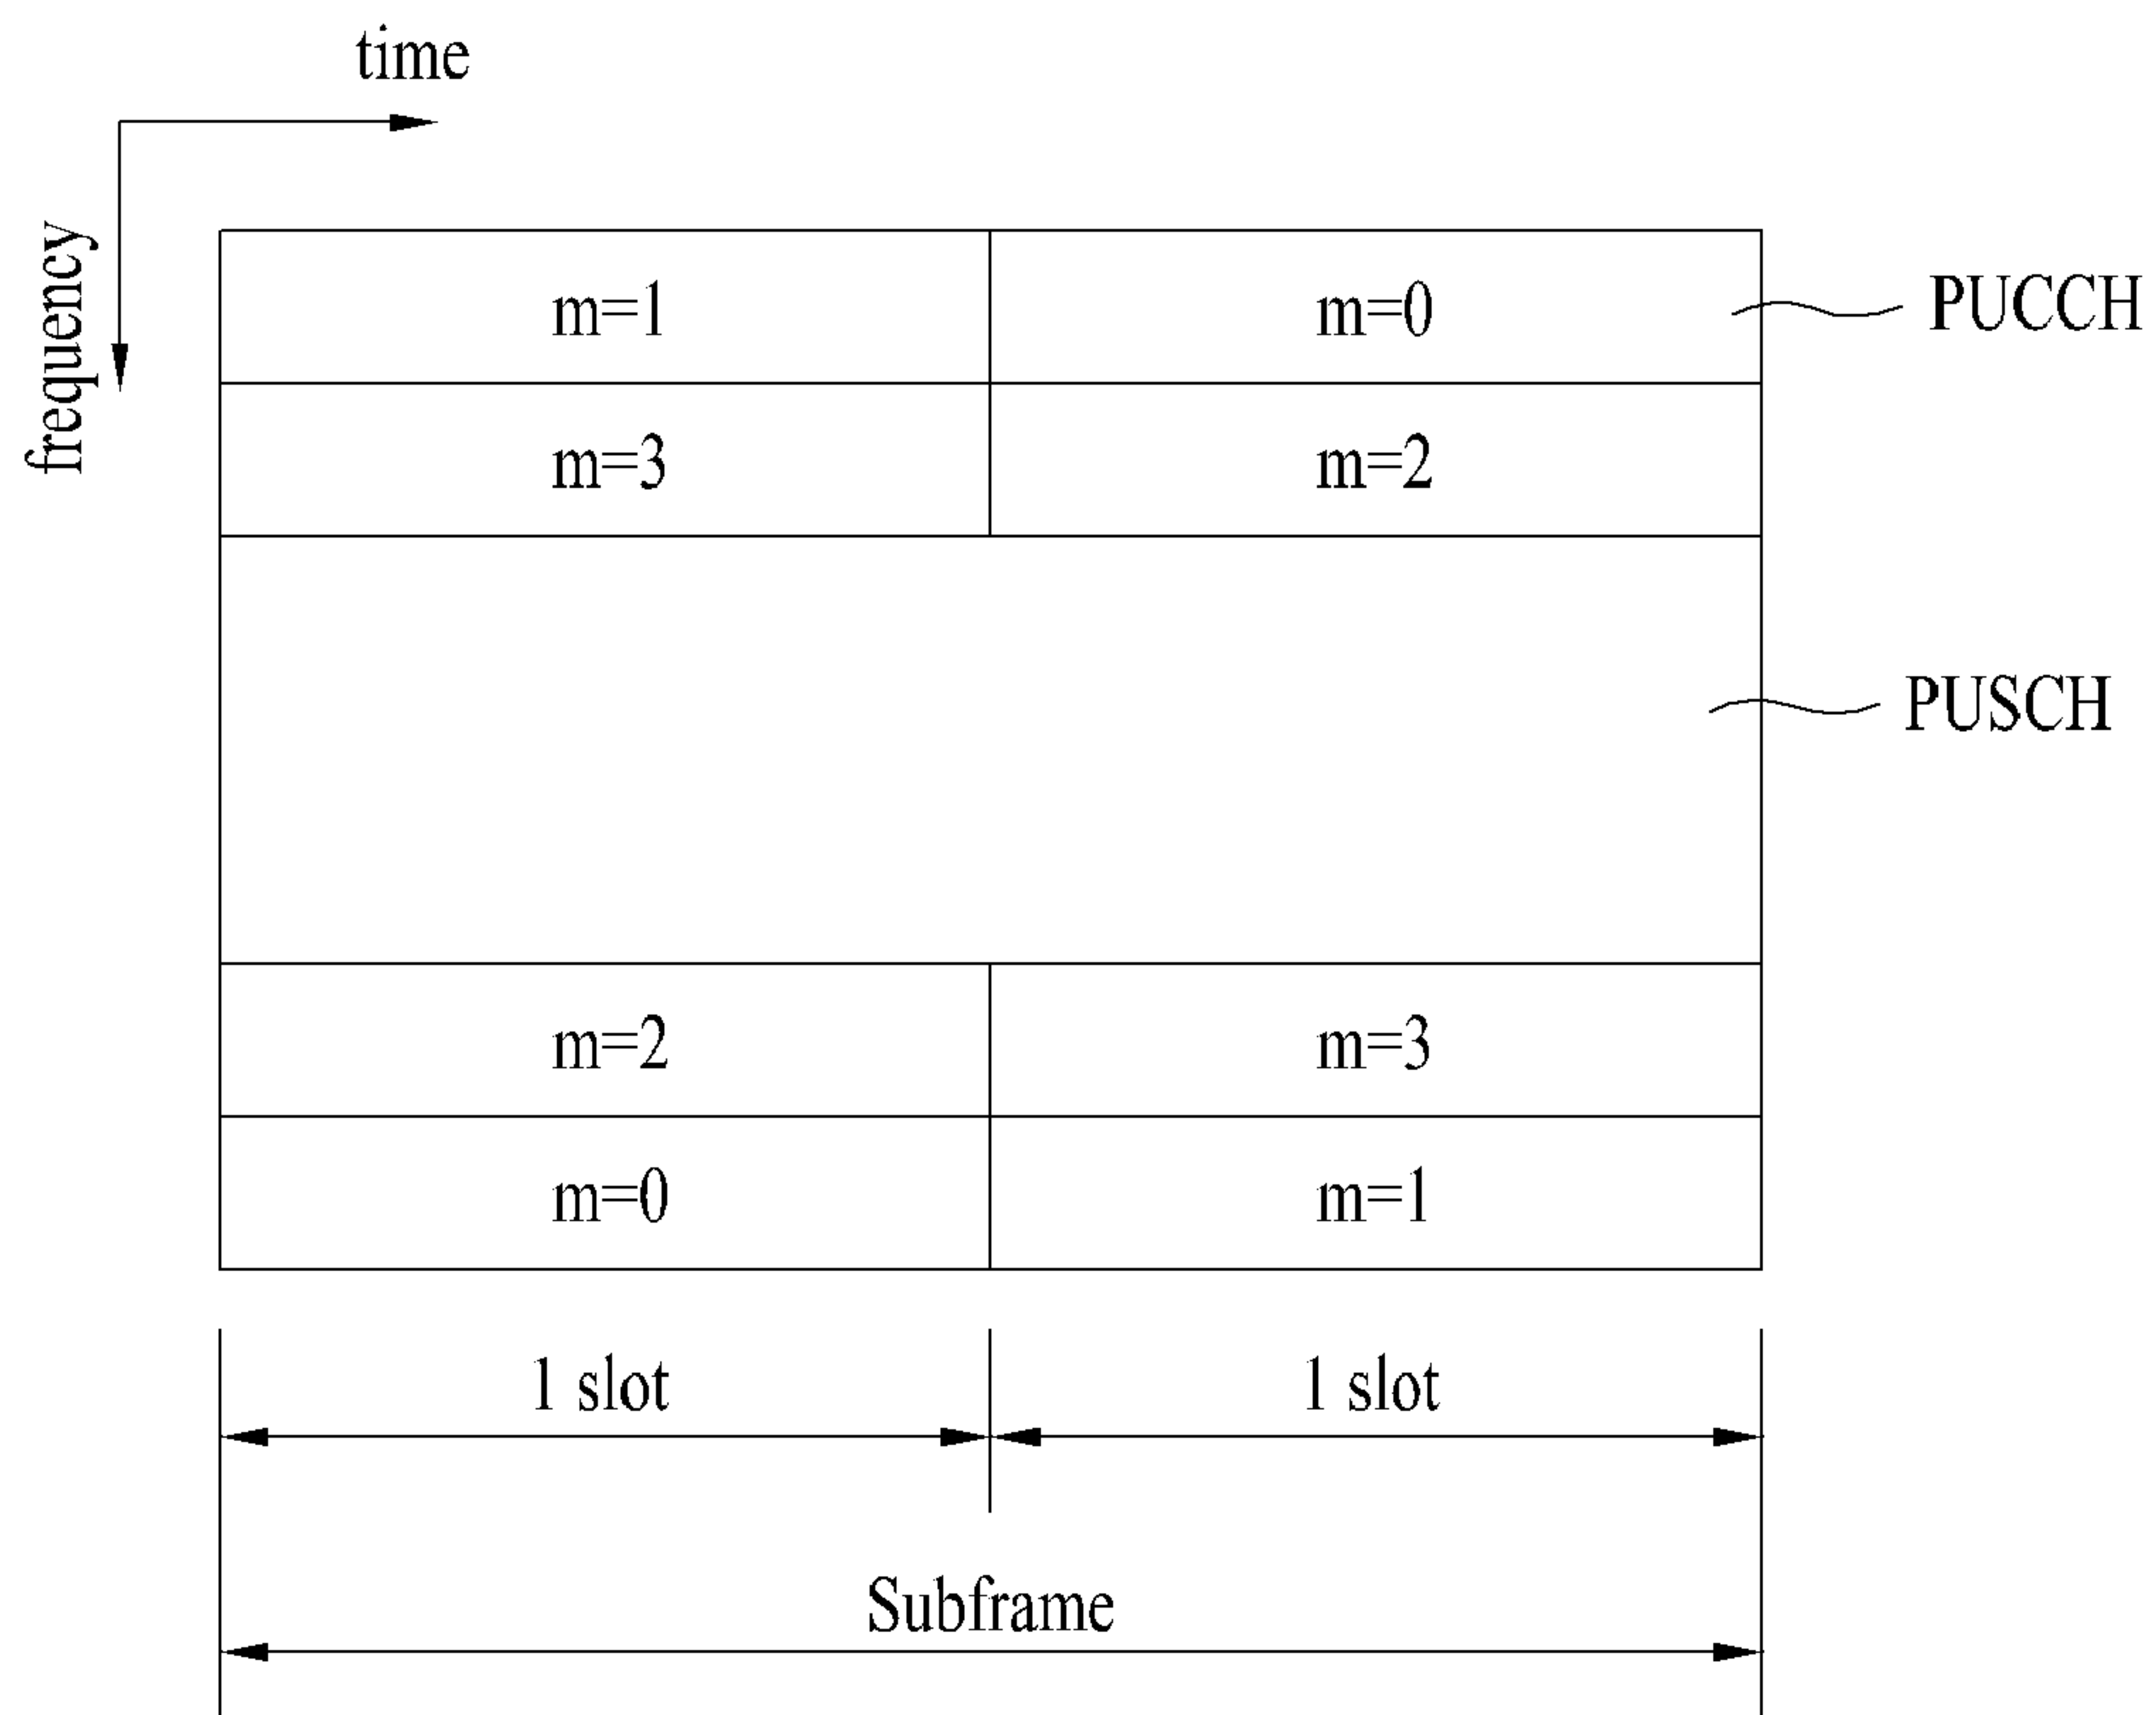 time
frequency
m=1 m=0 PUCCH
m=3 m=2
PUSCH
m=2 m=3
m=0 m=1
1 slot 1 slot
Subframe